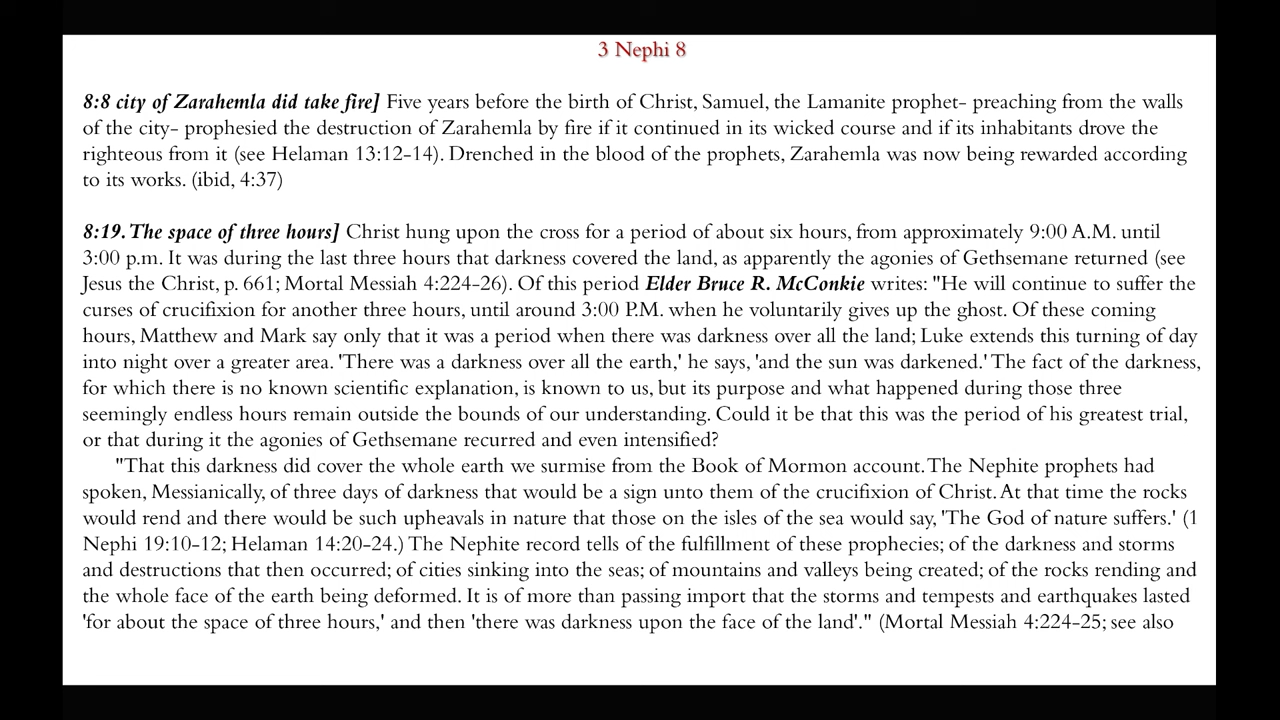 3 Nephi 8
8:8 city of Zarahemla did take fire] Five years before the birth of Christ, Samuel, the Lamanite prophet- preaching from the walls
of the city- prophesied the destruction of Zarahemla by fire if it continued in its wicked course and if its inhabitants drove the
righteous from it (see Helaman 13:12-14). Drenched in the blood of the prophets, Zarahemla was now being rewarded according
to its works. (ibid, 4:37)
8:19. The space of three hours] Christ hung upon the cross for a period of about six hours, from approximately 9:00 A.M. until
3:00 p.m. It was during the last three hours that darkness covered the land, as apparently the agonies of Gethsemane returned (see
Jesus the Christ, p. 661; Mortal Messiah 4:224-26). Of this period Elder Bruce R. McConkie writes: "He will continue to suffer the
curses of crucifixion for another three hours, until around 3:00 P.M. when he voluntarily gives up the ghost. Of these coming
hours, Matthew and Mark say only that it was a period when there was darkness over all the land; Luke extends this turning of day
into night over a greater area. 'There was a darkness over all the earth,' he says, 'and the sun was darkened.' The fact of the darkness,
for which there is no known scientific explanation, is known to us, but its purpose and what happened during those three
seemingly endless hours remain outside the bounds of our understanding. Could it be that this was the period of his greatest trial,
or that during it the agonies of Gethsemane recurred and even intensified?
"That this darkness did cover the whole earth we surmise from the Book of Mormon account. The Nephite prophets had
spoken, Messianically, of three days of darkness that would be a sign unto them of the crucifixion of Christ. At that time the rocks
would rend and there would be such upheavals in nature that those on the isles of the sea would say, 'The God of nature suffers.' (1
Nephi 19:10-12; Helaman 14:20-24.) The Nephite record tells of the fulfillment of these prophecies; of the darkness and storms
and destructions that then occurred; of cities sinking into the seas; of mountains and valleys being created; of the rocks rending and
the whole face of the earth being deformed. It is of more than passing import that the storms and tempests and earthquakes lasted
'for about the space of three hours,' and then 'there was darkness upon the face of the land'." (Mortal Messiah 4:224-25; see also